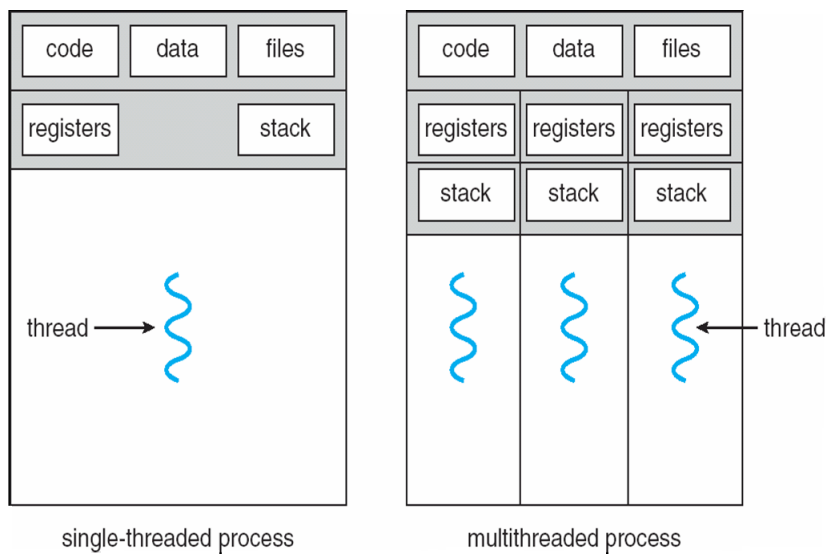 code data files
registers stack
thread
single-threaded process
code data files
registers registers registers
stack stack stack
thread
multithreaded process